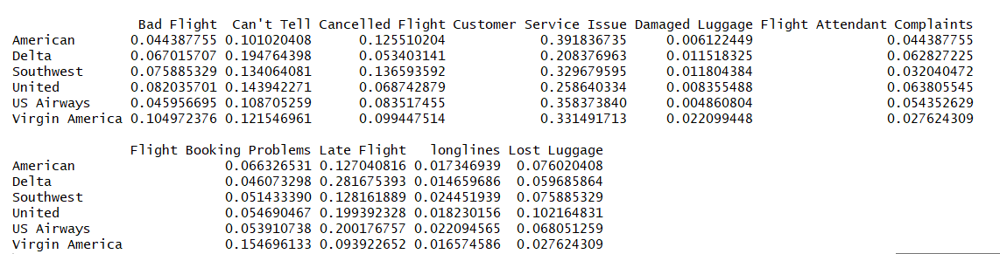 Bad Flight Can't Tell Cancelled Flight Customer Service Issue Damaged Luggage Flight Attendant Complaints
American 0.044387755 0.101020408 0.125510204 0.391836735 0.006122449 0.044387755
Delta 0.067015707 0.194764398 0.053403141 0.208376963 0.011518325 0.062827225
Southwest 0.075885329 0.134064081 0.136593592 0.329679595 0.011804384 0.032040472
United 0.082035701 0.143942271 0.068742879 0.258640334 0.008355488 0.063805545
US Airways 0.045956695 0.108705259 0.083517455 0.358373840 0.004860804 0.054352629
Virgin America 0.104972376 0.121546961 0.099447514 0.331491713 0.022099448 0.027624309
Flight Booking Problems Late Flight longlines Lost Luggage
American 0.066326531 0.127040816 0.017346939 0.076020408
Delta 0.046073298 0.281675393 0.014659686 0.059685864
Southwest 0.051433390 0.128161889 0.024451939 0.075885329
United 0.054690467 0.199392328 0.018230156 0.102164831
US Airways 0.053910738 0.200176757 0.022094565 0.068051259
Virgin America 0.154696133 0.093922652 0.016574586 0.027624309